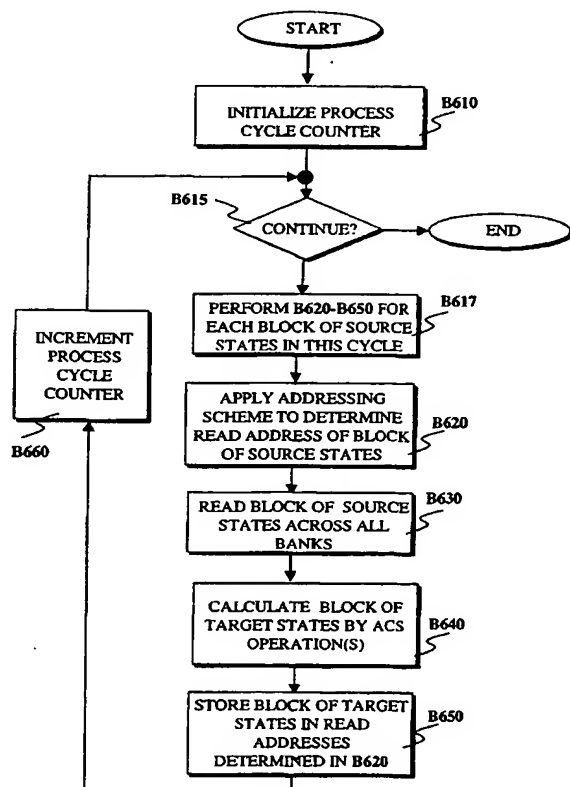 START
INITIALIZE PROCESS
CYCLE COUNTER
B610
B615
CONTINUE?
END
PERFORM B620-B650 FOR
EACH BLOCK OF SOURCE
STATES IN THIS CYCLE
B617
INCREMENT
PROCESS
CYCLE
COUNTER
B660
APPLY ADDRESSING
SCHEME TO DETERMINE
READ ADDRESS OF BLOCK
OF SOURCE STATES
B620
READ BLOCK OF SOURCE
STATES ACROSS ALL
BANKS
B630
CALCULATE BLOCK OF
TARGET STATES BY ACS
OPERATION(S)
B640
STORE BLOCK OF TARGET
STATES IN READ
ADDRESSES
DETERMINED IN B620
B650